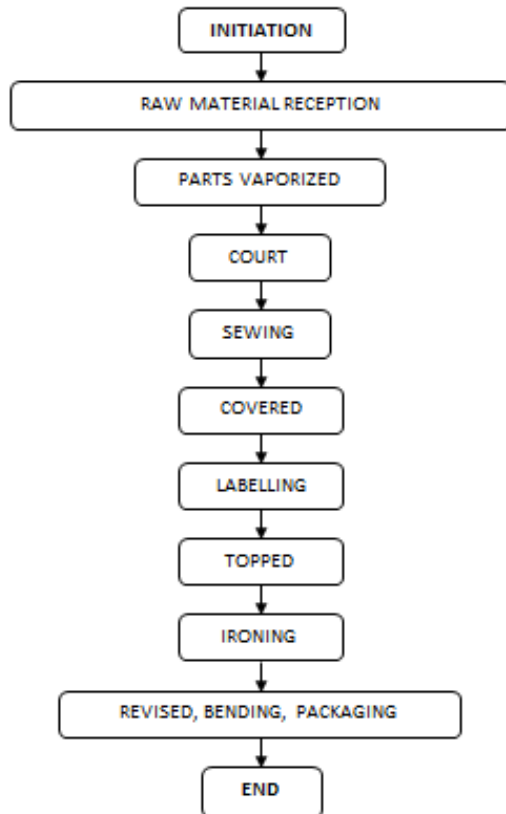 INITIATION
RAW MATERIAL RECEPTION
PARTS VAPORIZED
COURT
SEWING
COVERED
LABELLING
TOPPED
IRONING
REVISED, BENDING, PACKAGING
END